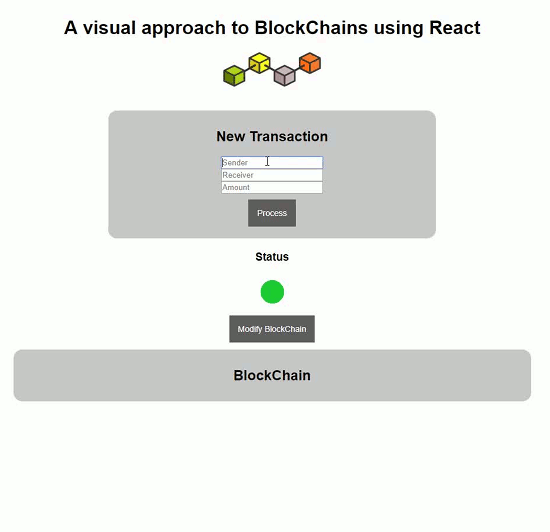 A visual approach to BlockChains using React
New Transaction
Sender
Receiver
Amount
Process
Status
Modify BlockChain
BlockChain